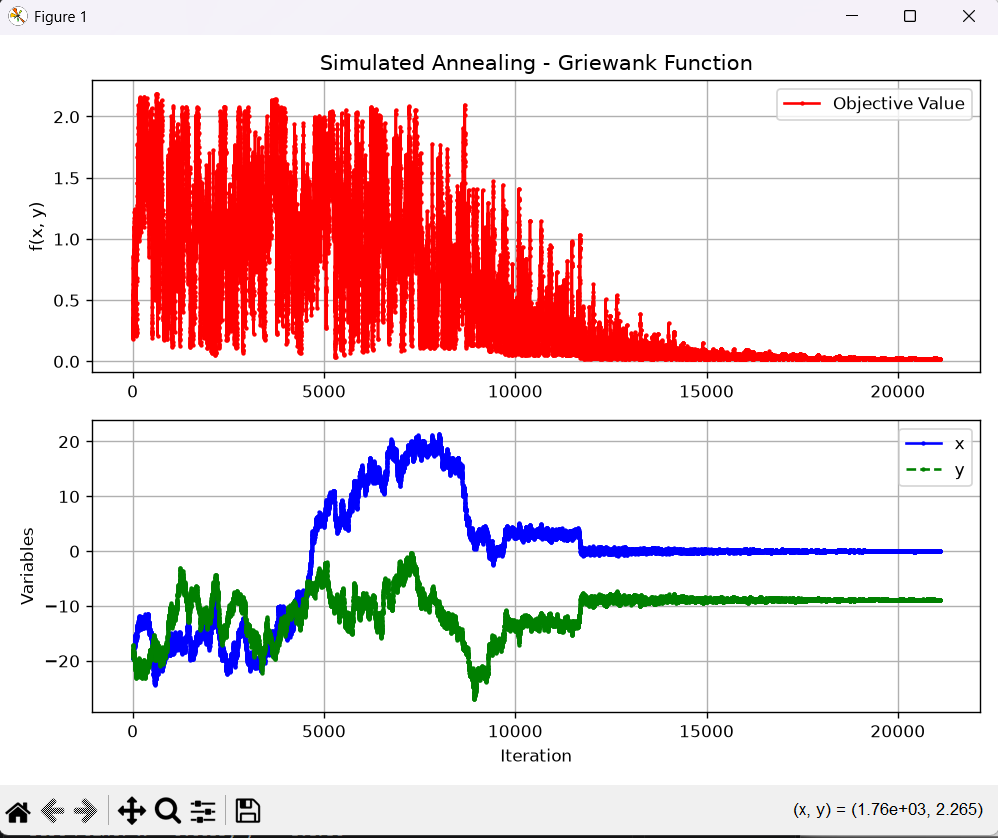 Figure 1
Simulated Annealing - Griewank Function
Objective Value
f(x, y)
2.0
1.5
1.0
0.5
0.0
0 5000 10000 15000 20000
x
y
Variables
20
10
0
−10
−20
0 5000 10000 15000 20000
Iteration
(x, y) = (1.76e+03, 2.265)